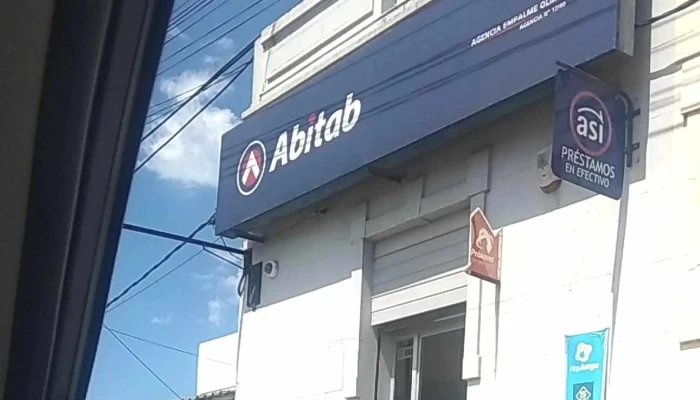 Abitab
AGENCIA EMPALME OLMOS
asi
PRÉSTAMOS
EN EFECTIVO